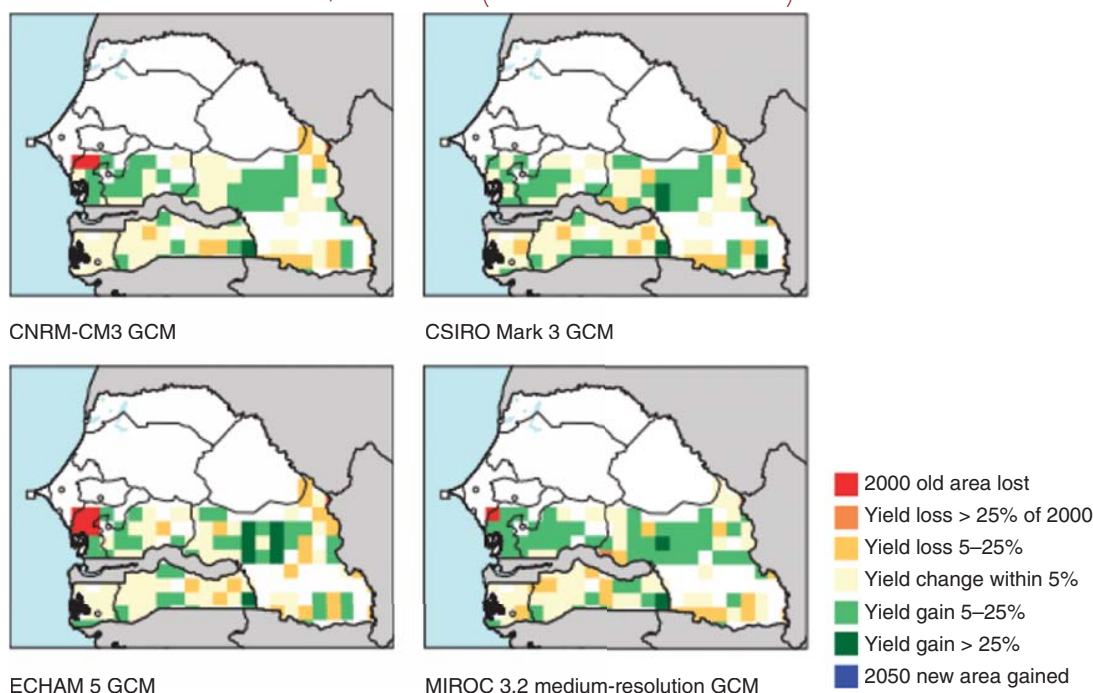 CNRM-CM3 GCM
CSIRO Mark 3 GCM
ECHAM 5 GCM
MIROC 3.2 medium-resolution GCM
2000 old area lost
Yield loss > 25% of 2000
Yield loss 5–25%
Yield change within 5%
Yield gain 5–25%
Yield gain > 25%
2050 new area gained